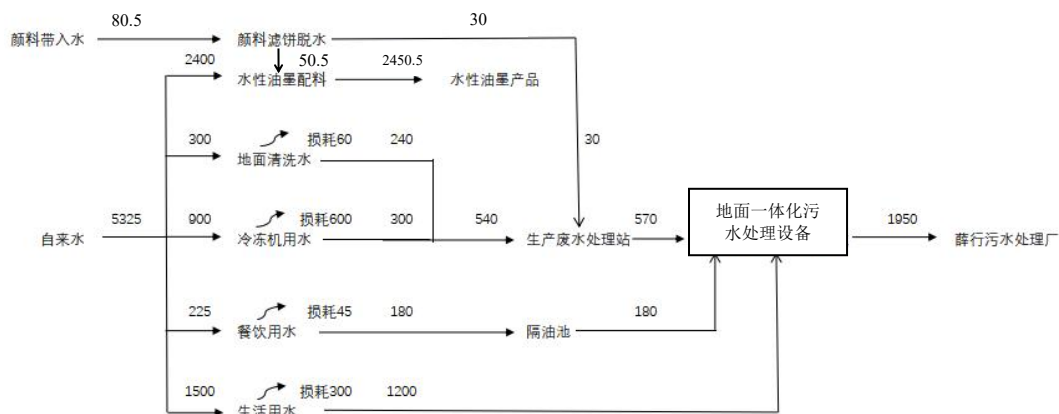 80.5
30
颜料带入水
颜料滤饼脱水
2400
50.5
2450.5
水性油墨配料
水性油墨产品
300
损耗60
240
30
地面清洗水
5325
900
损耗600
300
540
570
地面一体化污
水处理设备
1950
自来水
冷冻机用水
生产废水处理站
薛行污水处理厂
225
损耗45
180
180
餐饮用水
隔油池
1500
损耗300
1200
生活用水